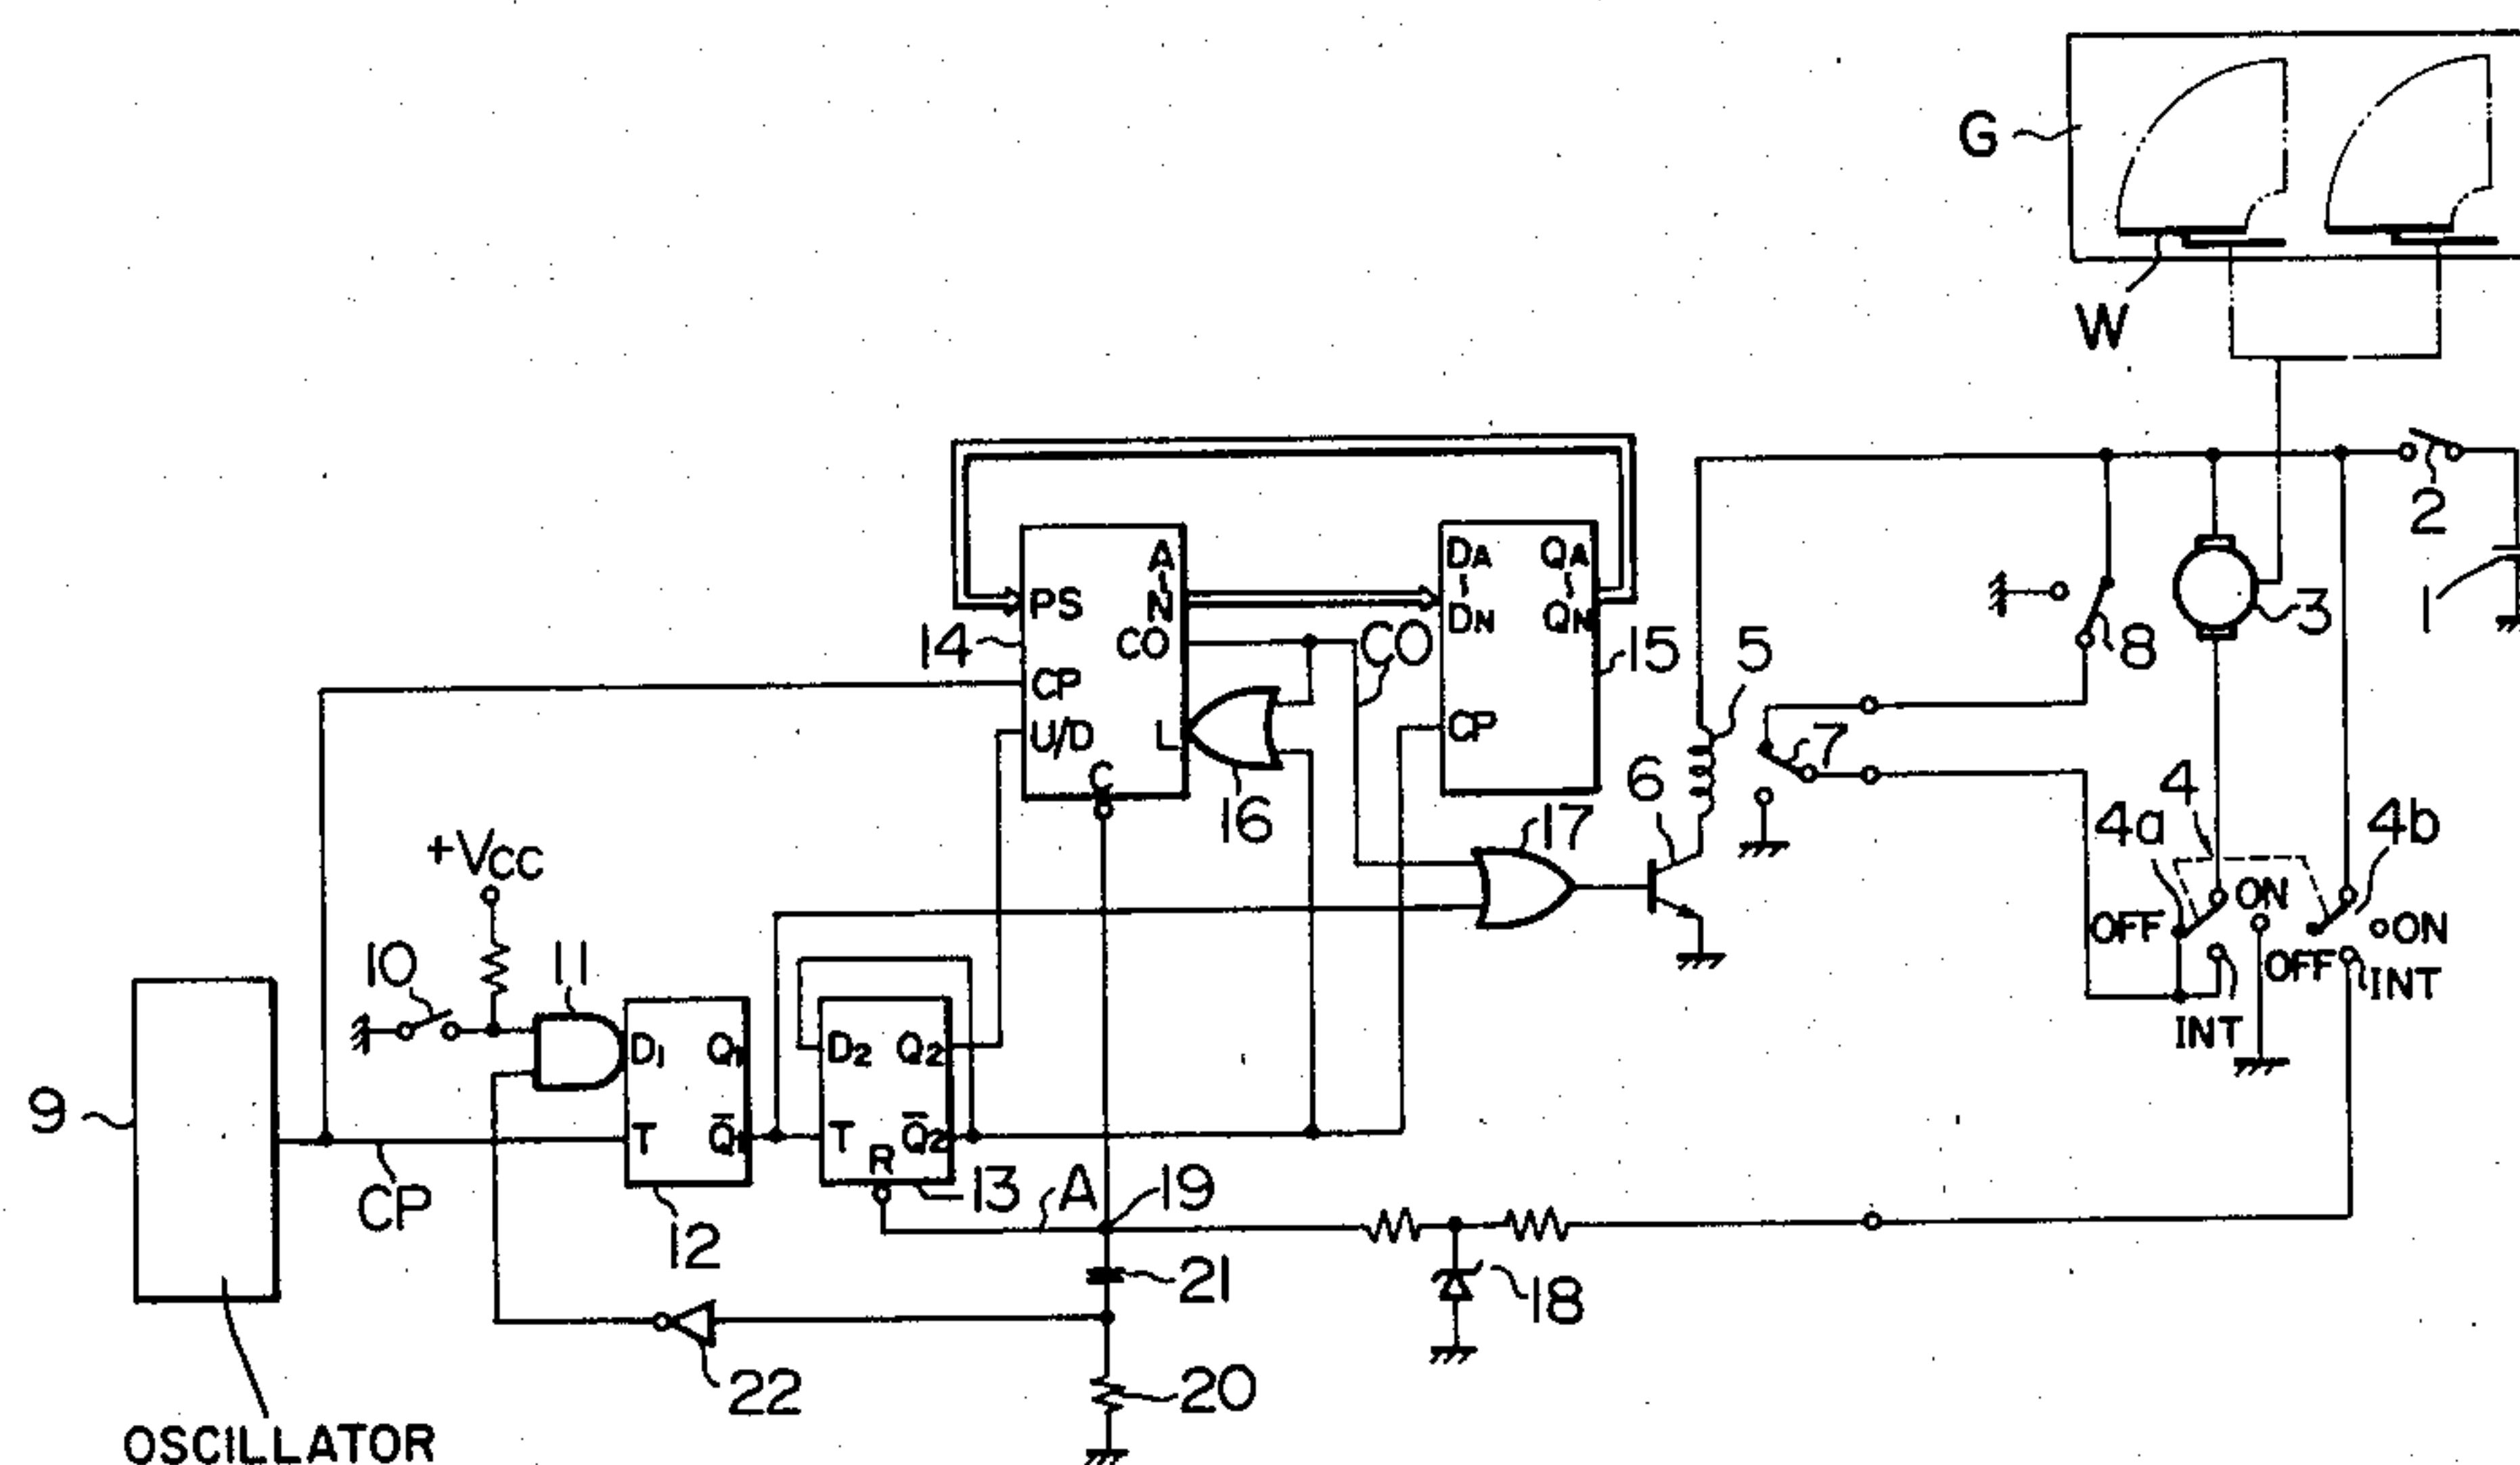 G
W
2
1
3
8
A
N
PS
CO
14
CP
U/D
L
C
16
CO
DA
DN
QA
QN
CP
15
5
7
6
17
4
4a
4b
ON
OFF
ON
OFF
INT
INT
+VCC
10
11
D1
Q1
T
Q̅1
12
D2
Q2
T
Q̅2
R
13
A
19
9
CP
21
18
22
20
OSCILLATOR